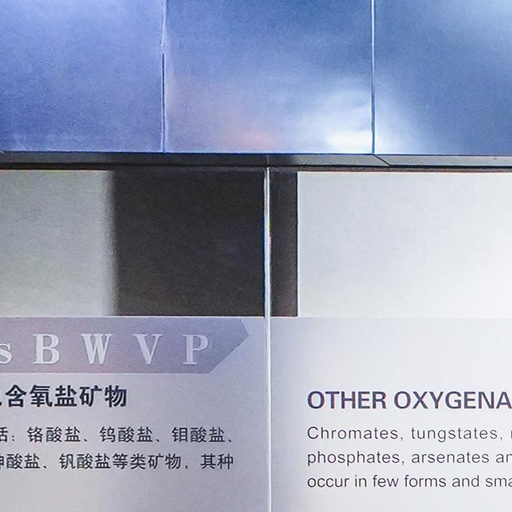 s B W V P
含氧盐矿物
活：铬酸盐、钨酸盐、钼酸盐、
申酸盐、钒酸盐等类矿物，其种
OTHER OXYGENA
Chromates, tungstates,
phosphates, arsenates an
occur in few forms and sma